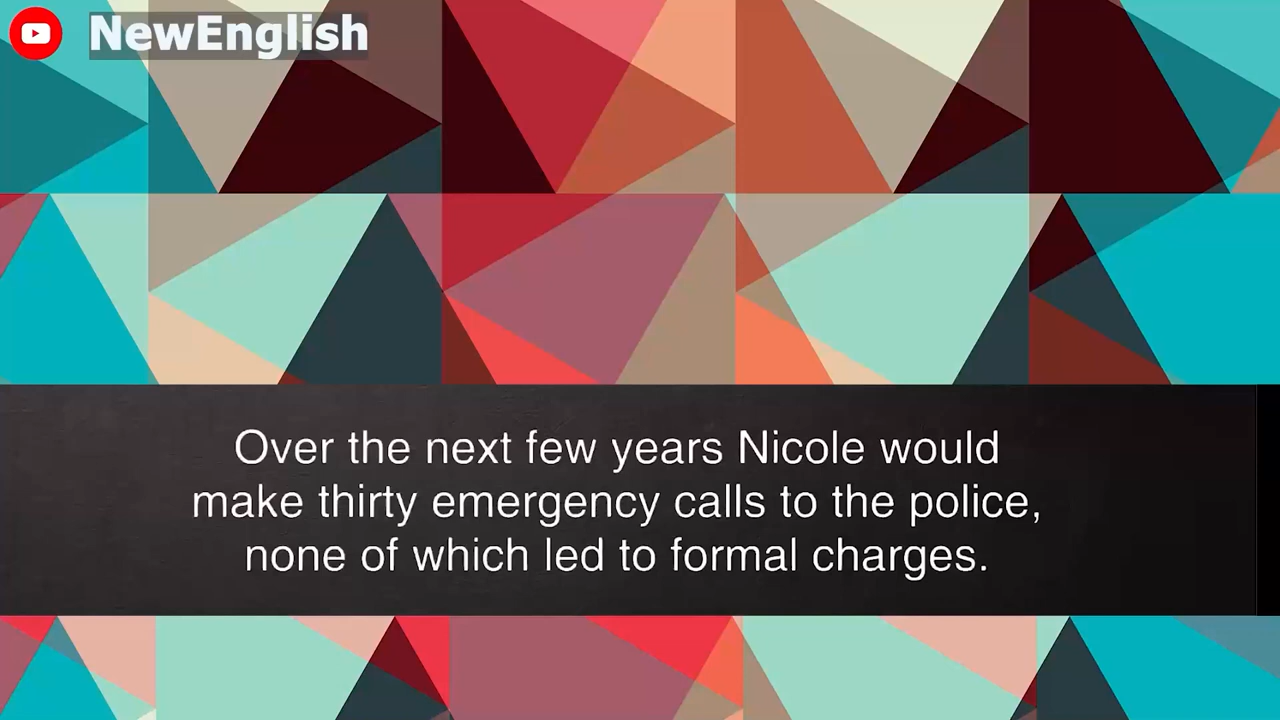 NewEnglish
Over the next few years Nicole would
make thirty emergency calls to the police,
none of which led to formal charges.